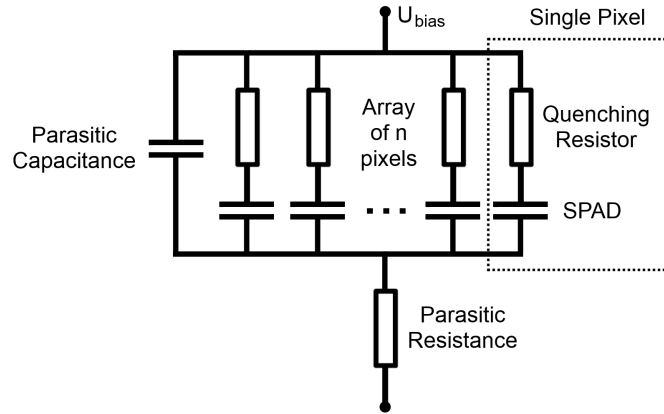 U_bias
Single Pixel
Parasitic
Capacitance
Array
of n
pixels
Quenching
Resistor
SPAD
Parasitic
Resistance